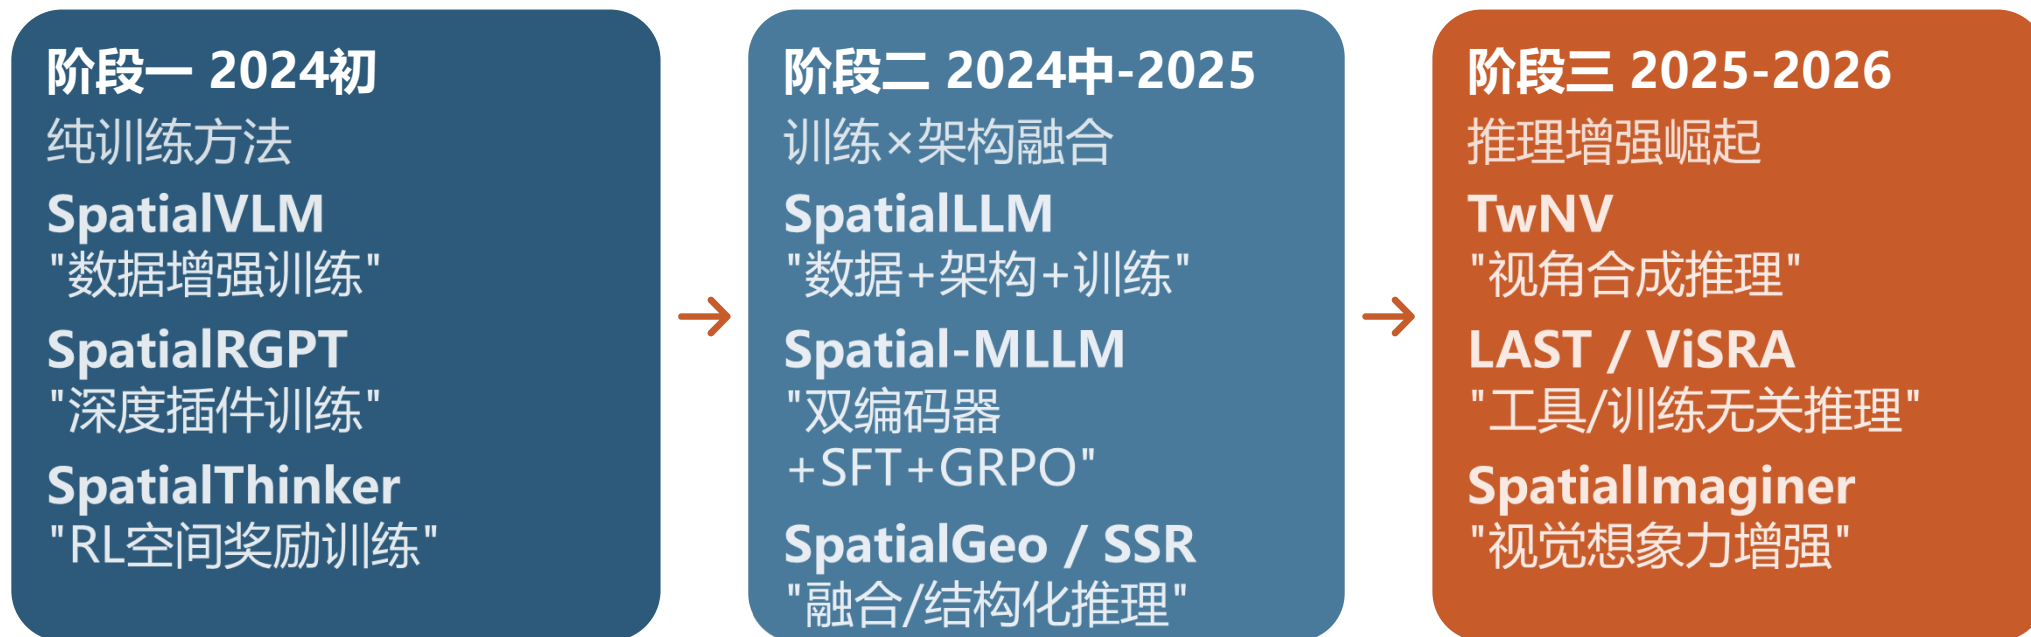 阶段一 2024初
纯训练方法
SpatialVLM
"数据增强训练"
SpatialRGPT
"深度插件训练"
SpatialThinker
"RL空间奖励训练"
阶段二 2024中-2025
训练×架构融合
SpatialLLM
"数据+架构+训练"
Spatial-MLLM
"双编码器
+SFT+GRPO"
SpatialGeo / SSR
"融合/结构化推理"
阶段三 2025-2026
推理增强崛起
TwNV
"视角合成推理"
LAST / ViSRA
"工具/训练无关推理"
SpatialImaginer
"视觉想象力增强"